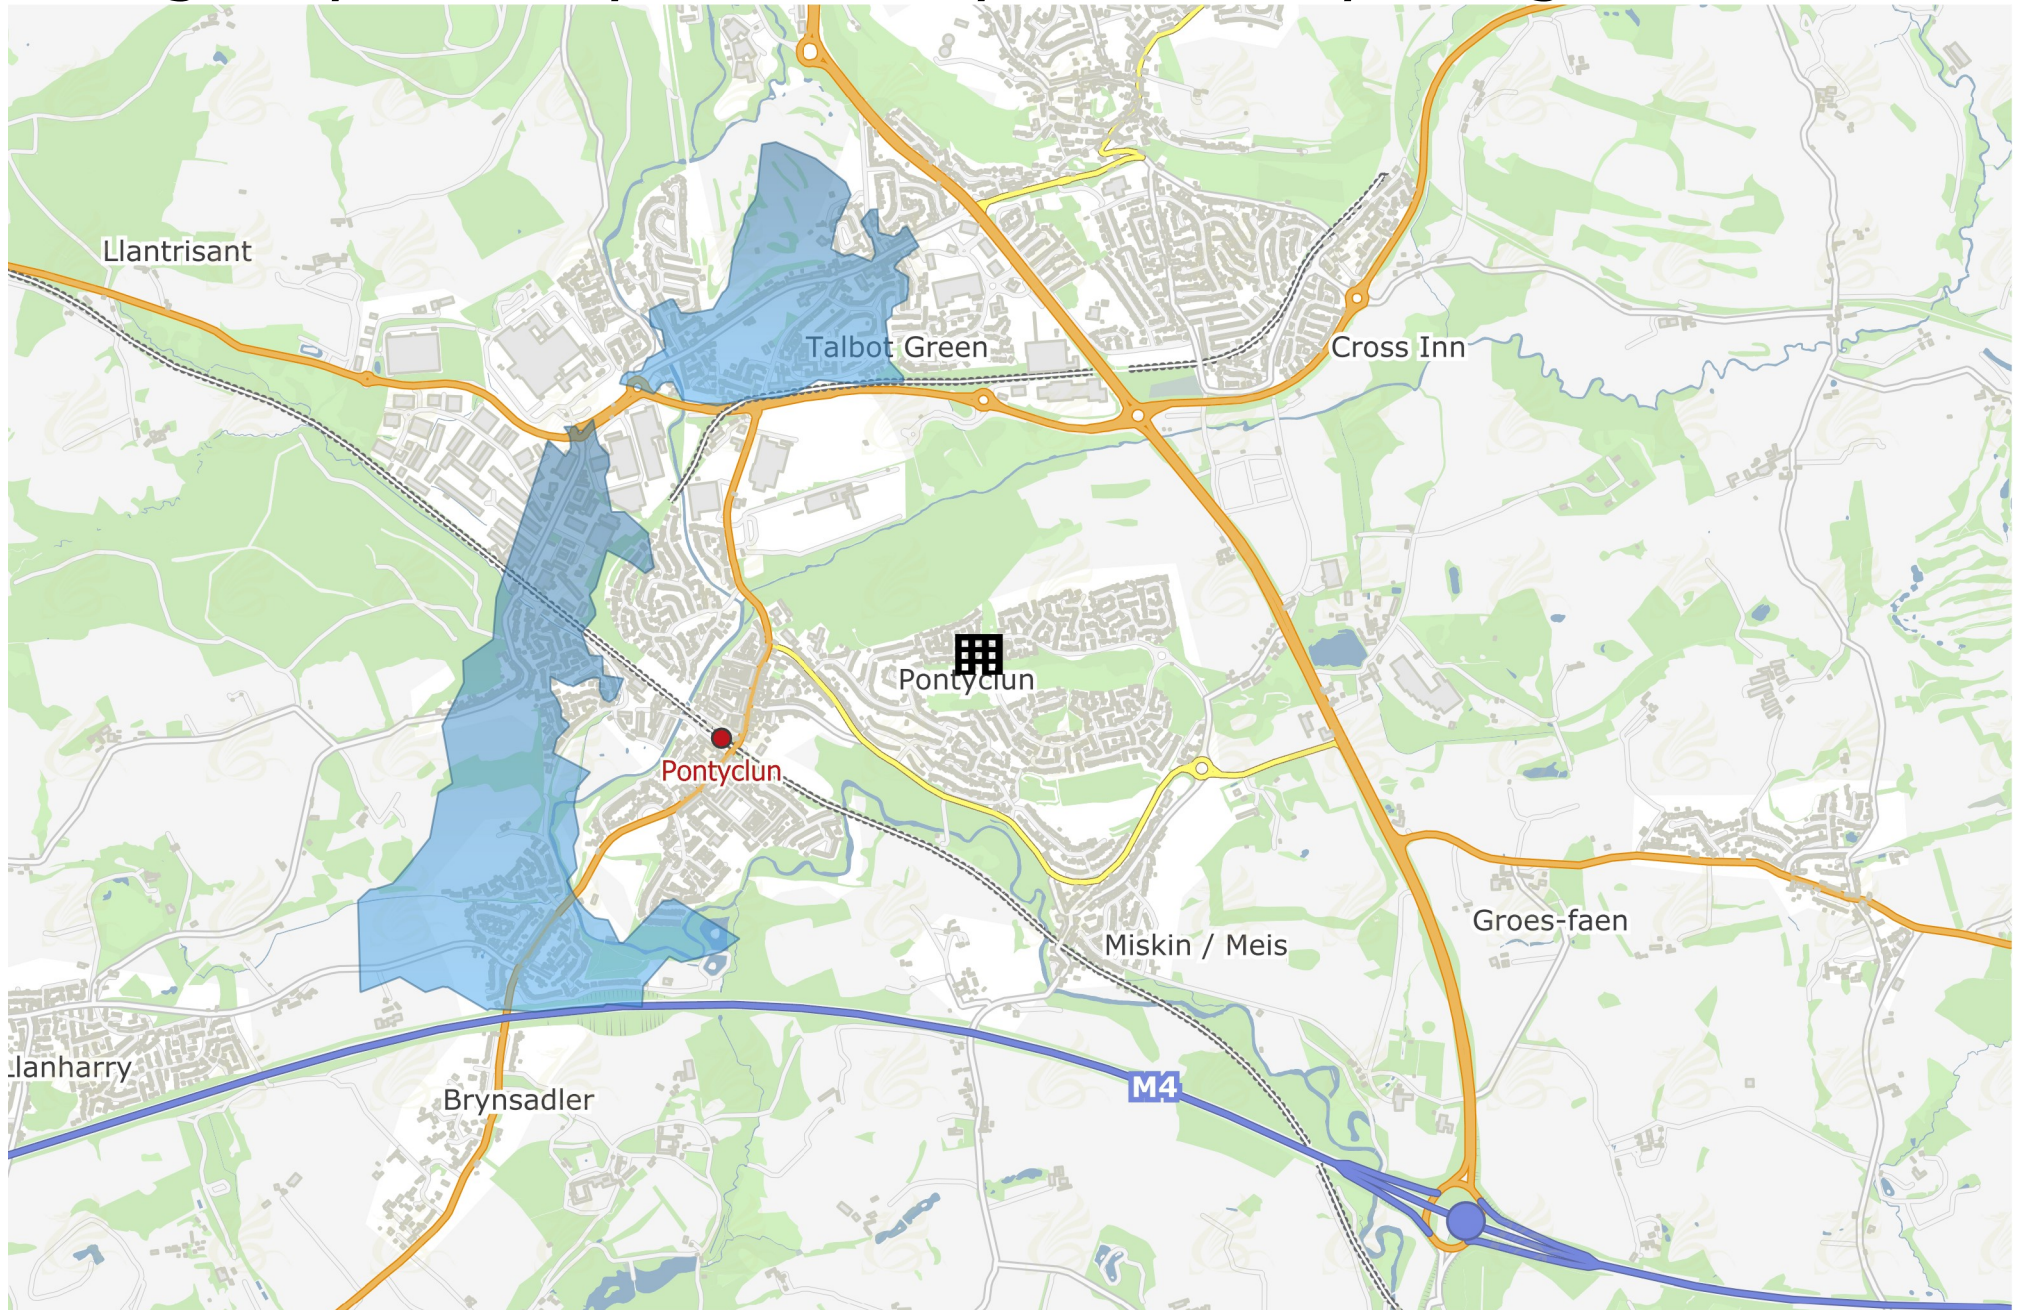 Llantrisant
Talbot Green
Cross Inn
Pontyclun
Pontyclun
Groes-faen
Miskin / Meis
Llanharry
M4
Brynsadler